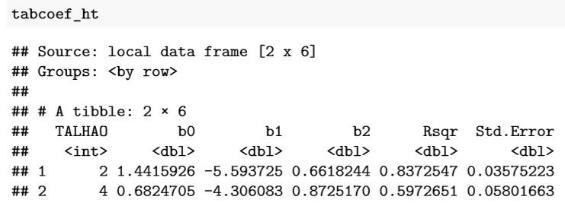 tabcoef_ht
## Source: local data frame [2 x 6]
## Groups: <by row>
##
## # A tibble: 2 × 6
##   TALHAO        b0        b1        b2      Rsqr  Std.Error
##    <int>     <dbl>     <dbl>     <dbl>     <dbl>      <dbl>
## 1      2 1.4415926 -5.593725 0.6618244 0.8372547 0.03575223
## 2      4 0.6824705 -4.306083 0.8725170 0.5972651 0.05801663